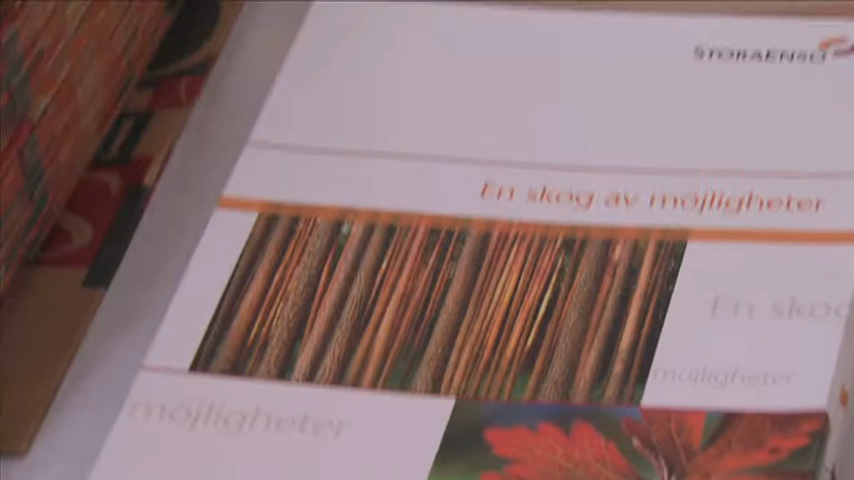 STORAENSO
En skog av möjligheter
En skog
möjligheter
möjligheter